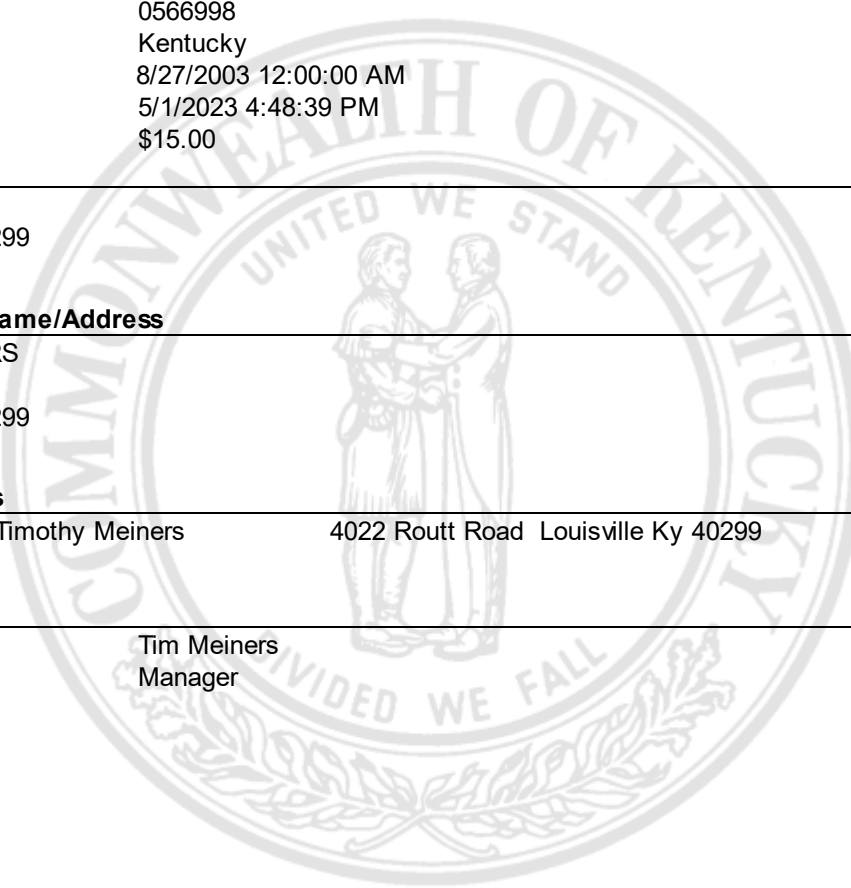 0566998
Kentucky
8/27/2003 12:00:00 AM
5/1/2023 4:48:39 PM
$15.00
COMMONWEALTH OF KENTUCKY
UNITED WE STAND
299
ame/Address
RS
299
s
Timothy Meiners 4022 Routt Road Louisville Ky 40299
Tim Meiners
Manager
DIVIDED WE FALL